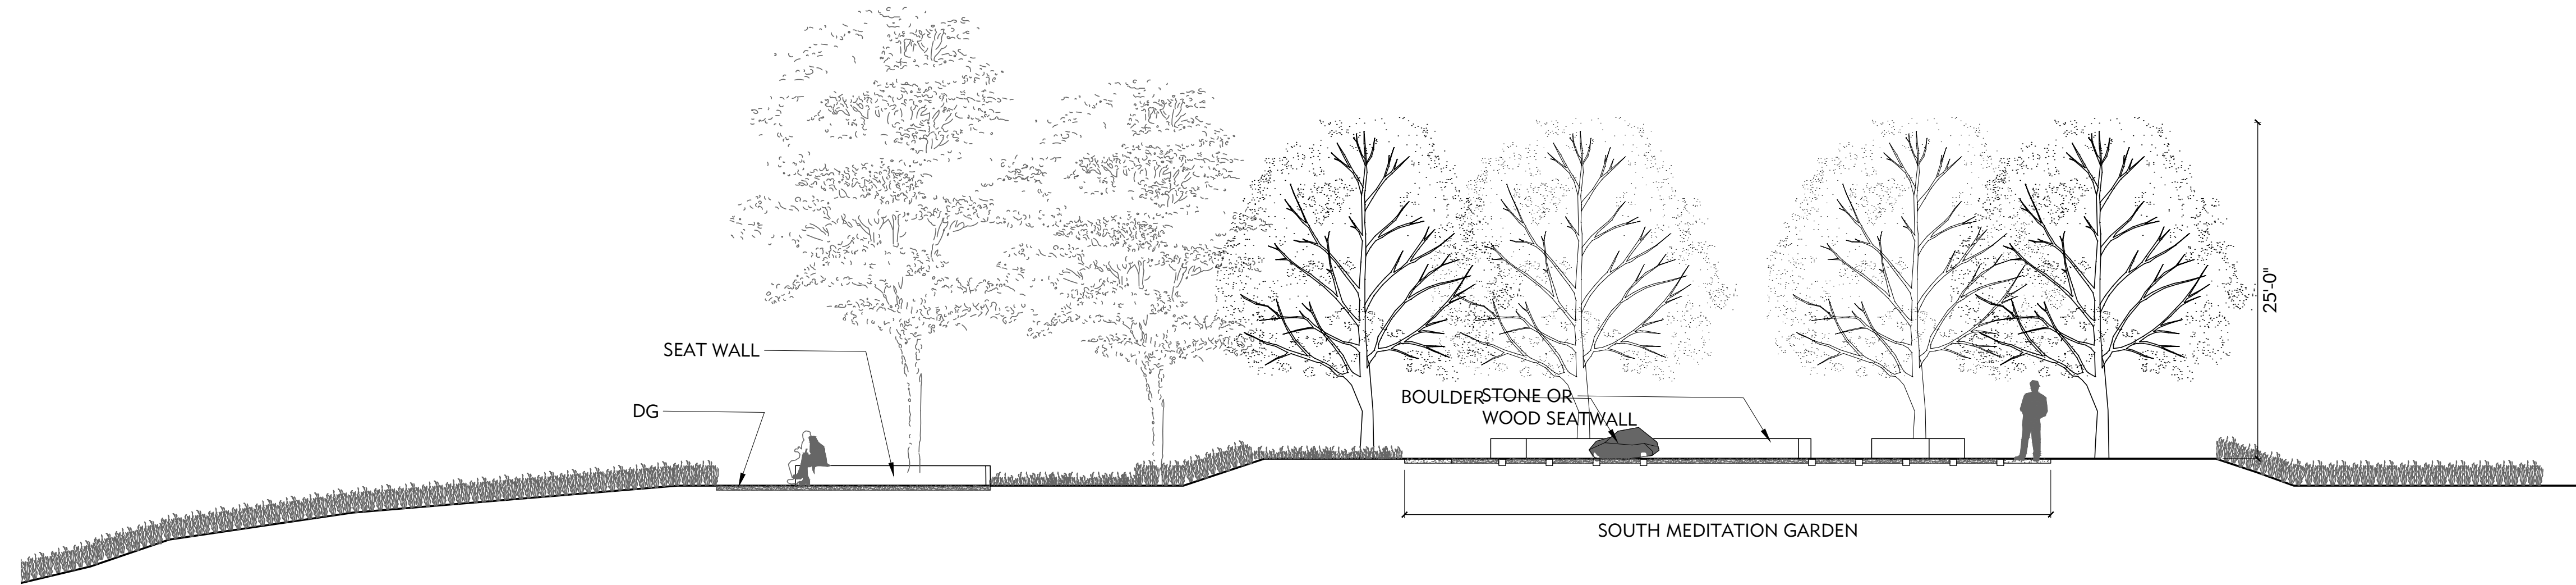 SEAT WALL
DG
BOULDER
STONE OR
WOOD SEATWALL
25'-0"
SOUTH MEDITATION GARDEN